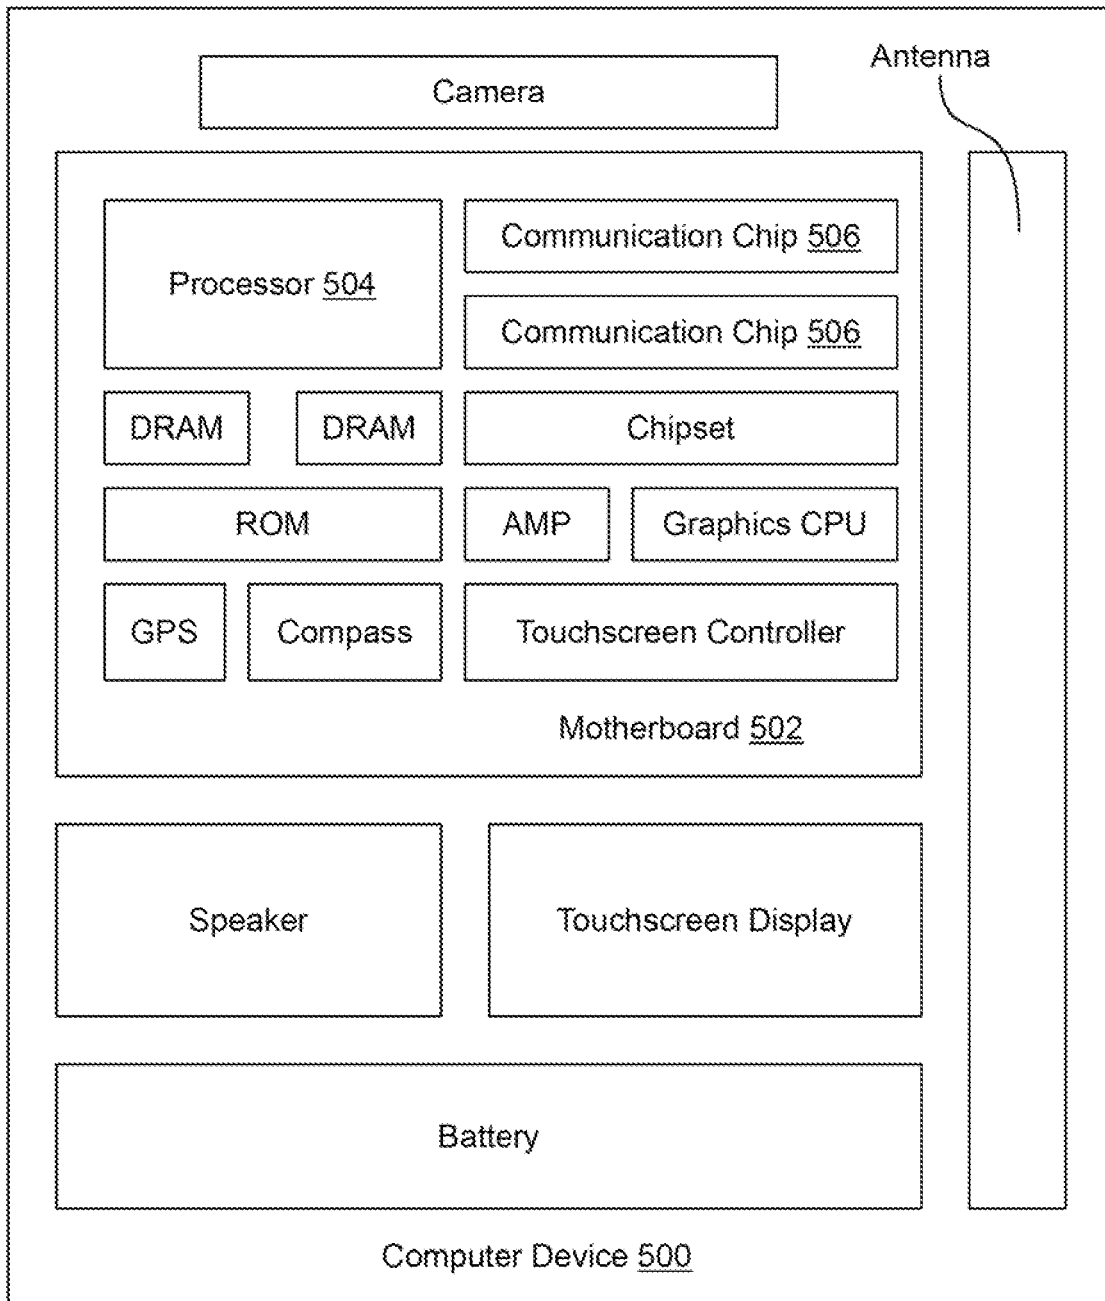 Antenna
Camera
Processor 504
Communication Chip 506
Communication Chip 506
DRAM
DRAM
Chipset
ROM
AMP
Graphics CPU
GPS
Compass
Touchscreen Controller
Motherboard 502
Speaker
Touchscreen Display
Battery
Computer Device 500